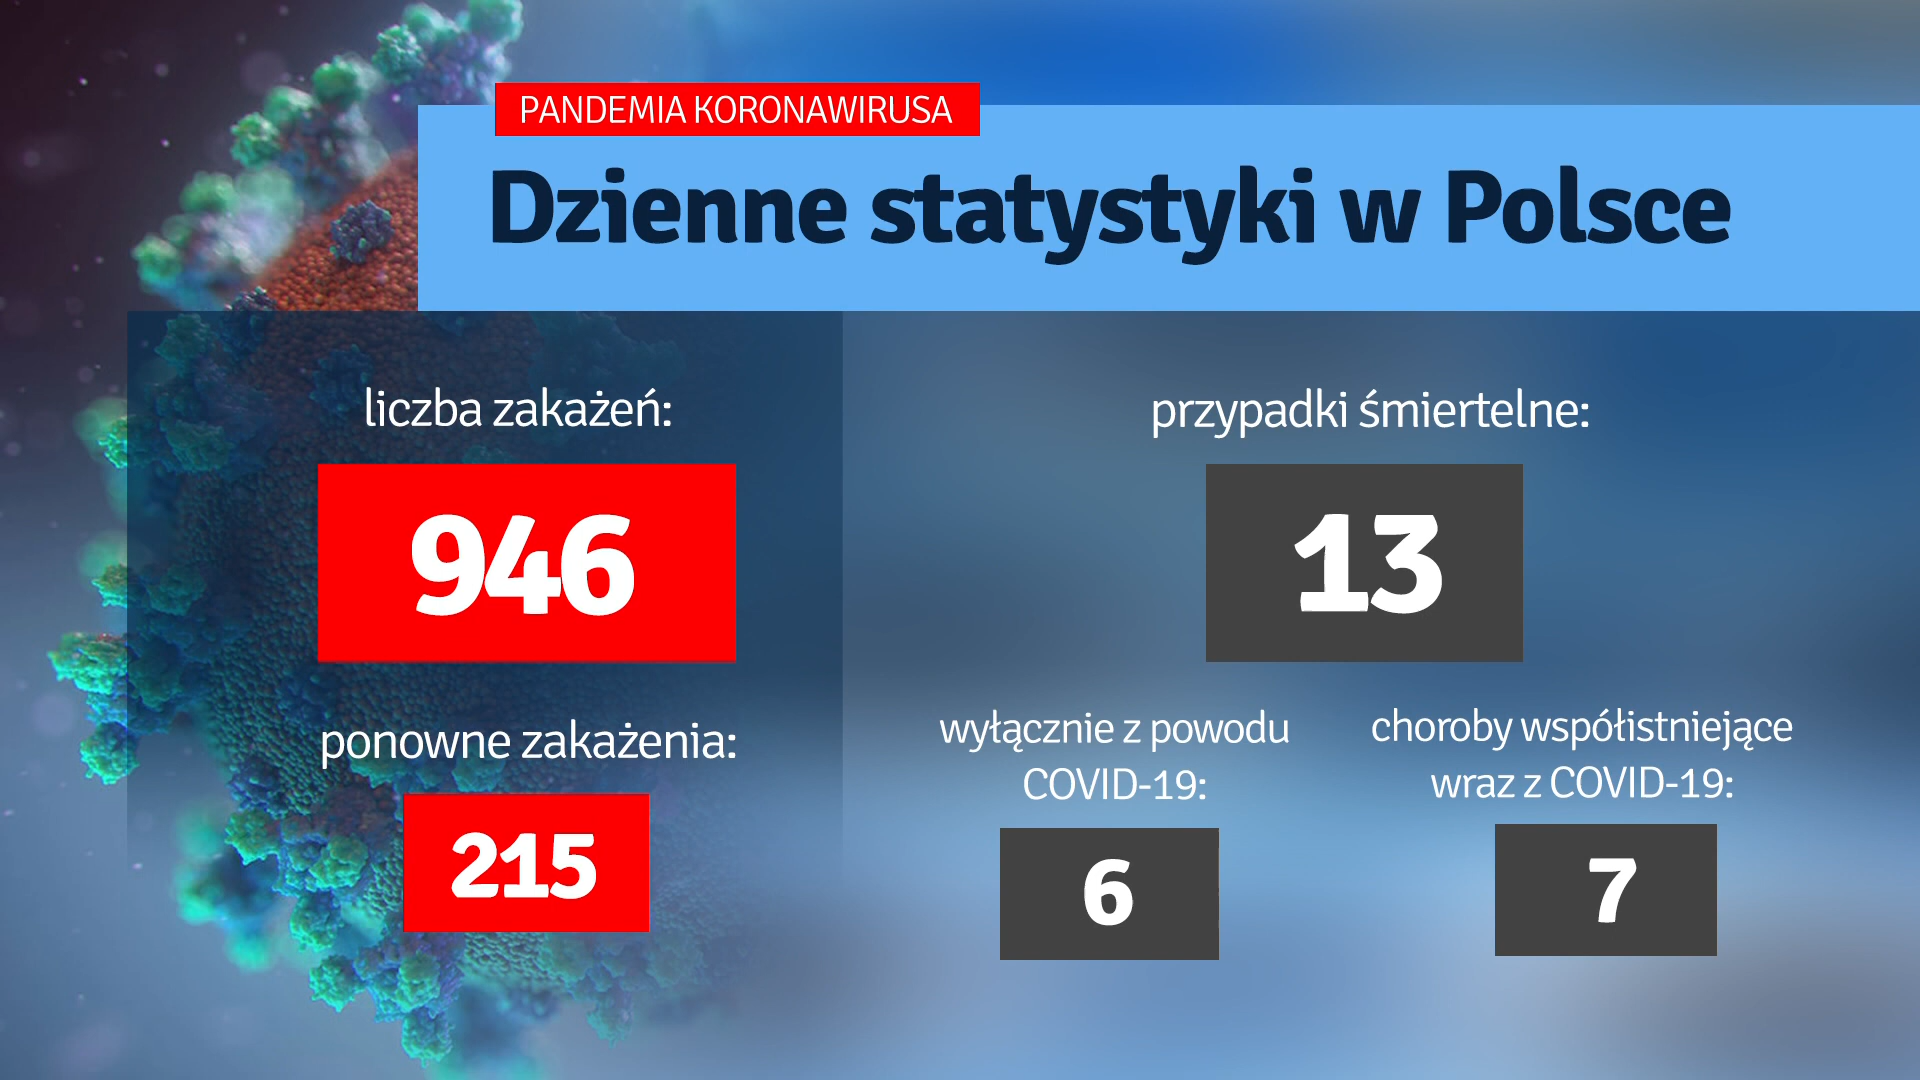 PANDEMIA KORONAWIRUSA
Dzienne statystyki w Polsce
liczba zakażeń:
946
ponowne zakażenia:
215
przypadki śmiertelne:
13
wyłącznie z powodu
COVID-19:
6
choroby współistniejące
wraz z COVID-19:
7